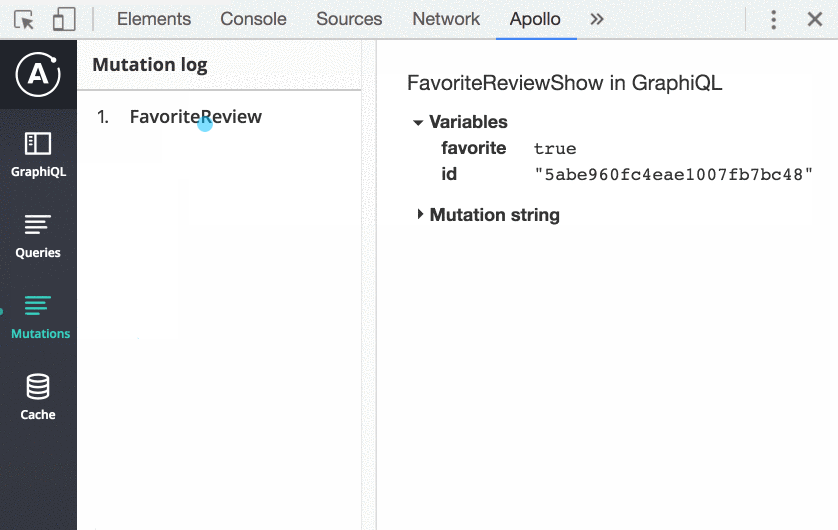 Elements Console Sources Network Apollo »
A
GraphiQL
Queries
Mutations
Cache
Mutation log
1. FavoriteReview
FavoriteReviewShow in GraphiQL
Variables
favorite true
id "5abe960fc4eae1007fb7bc48"
Mutation string